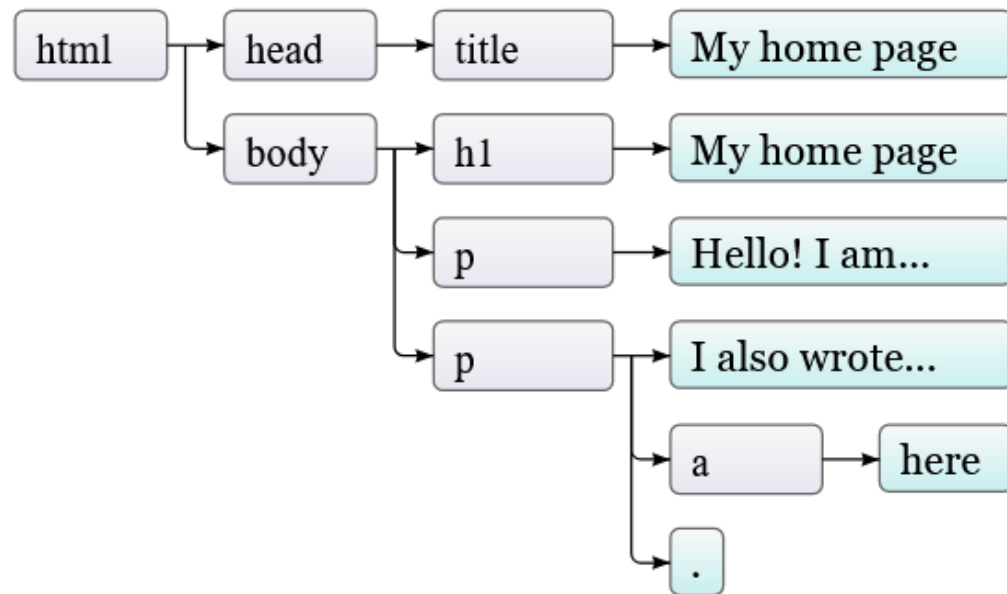 html head title My home page
body h1 My home page
p Hello! I am...
p I also wrote...
a here
.